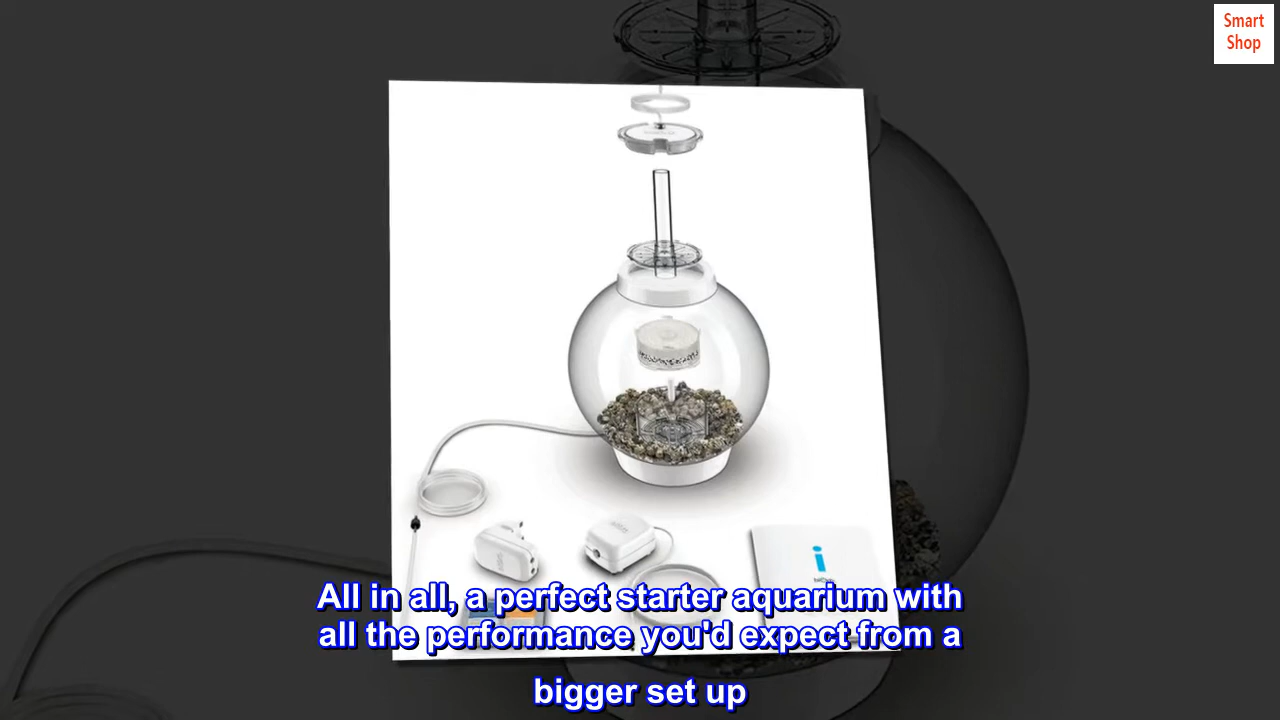 Smart
Shop
i
All in all, a perfect starter aquarium with
all the performance you'd expect from a
bigger set up